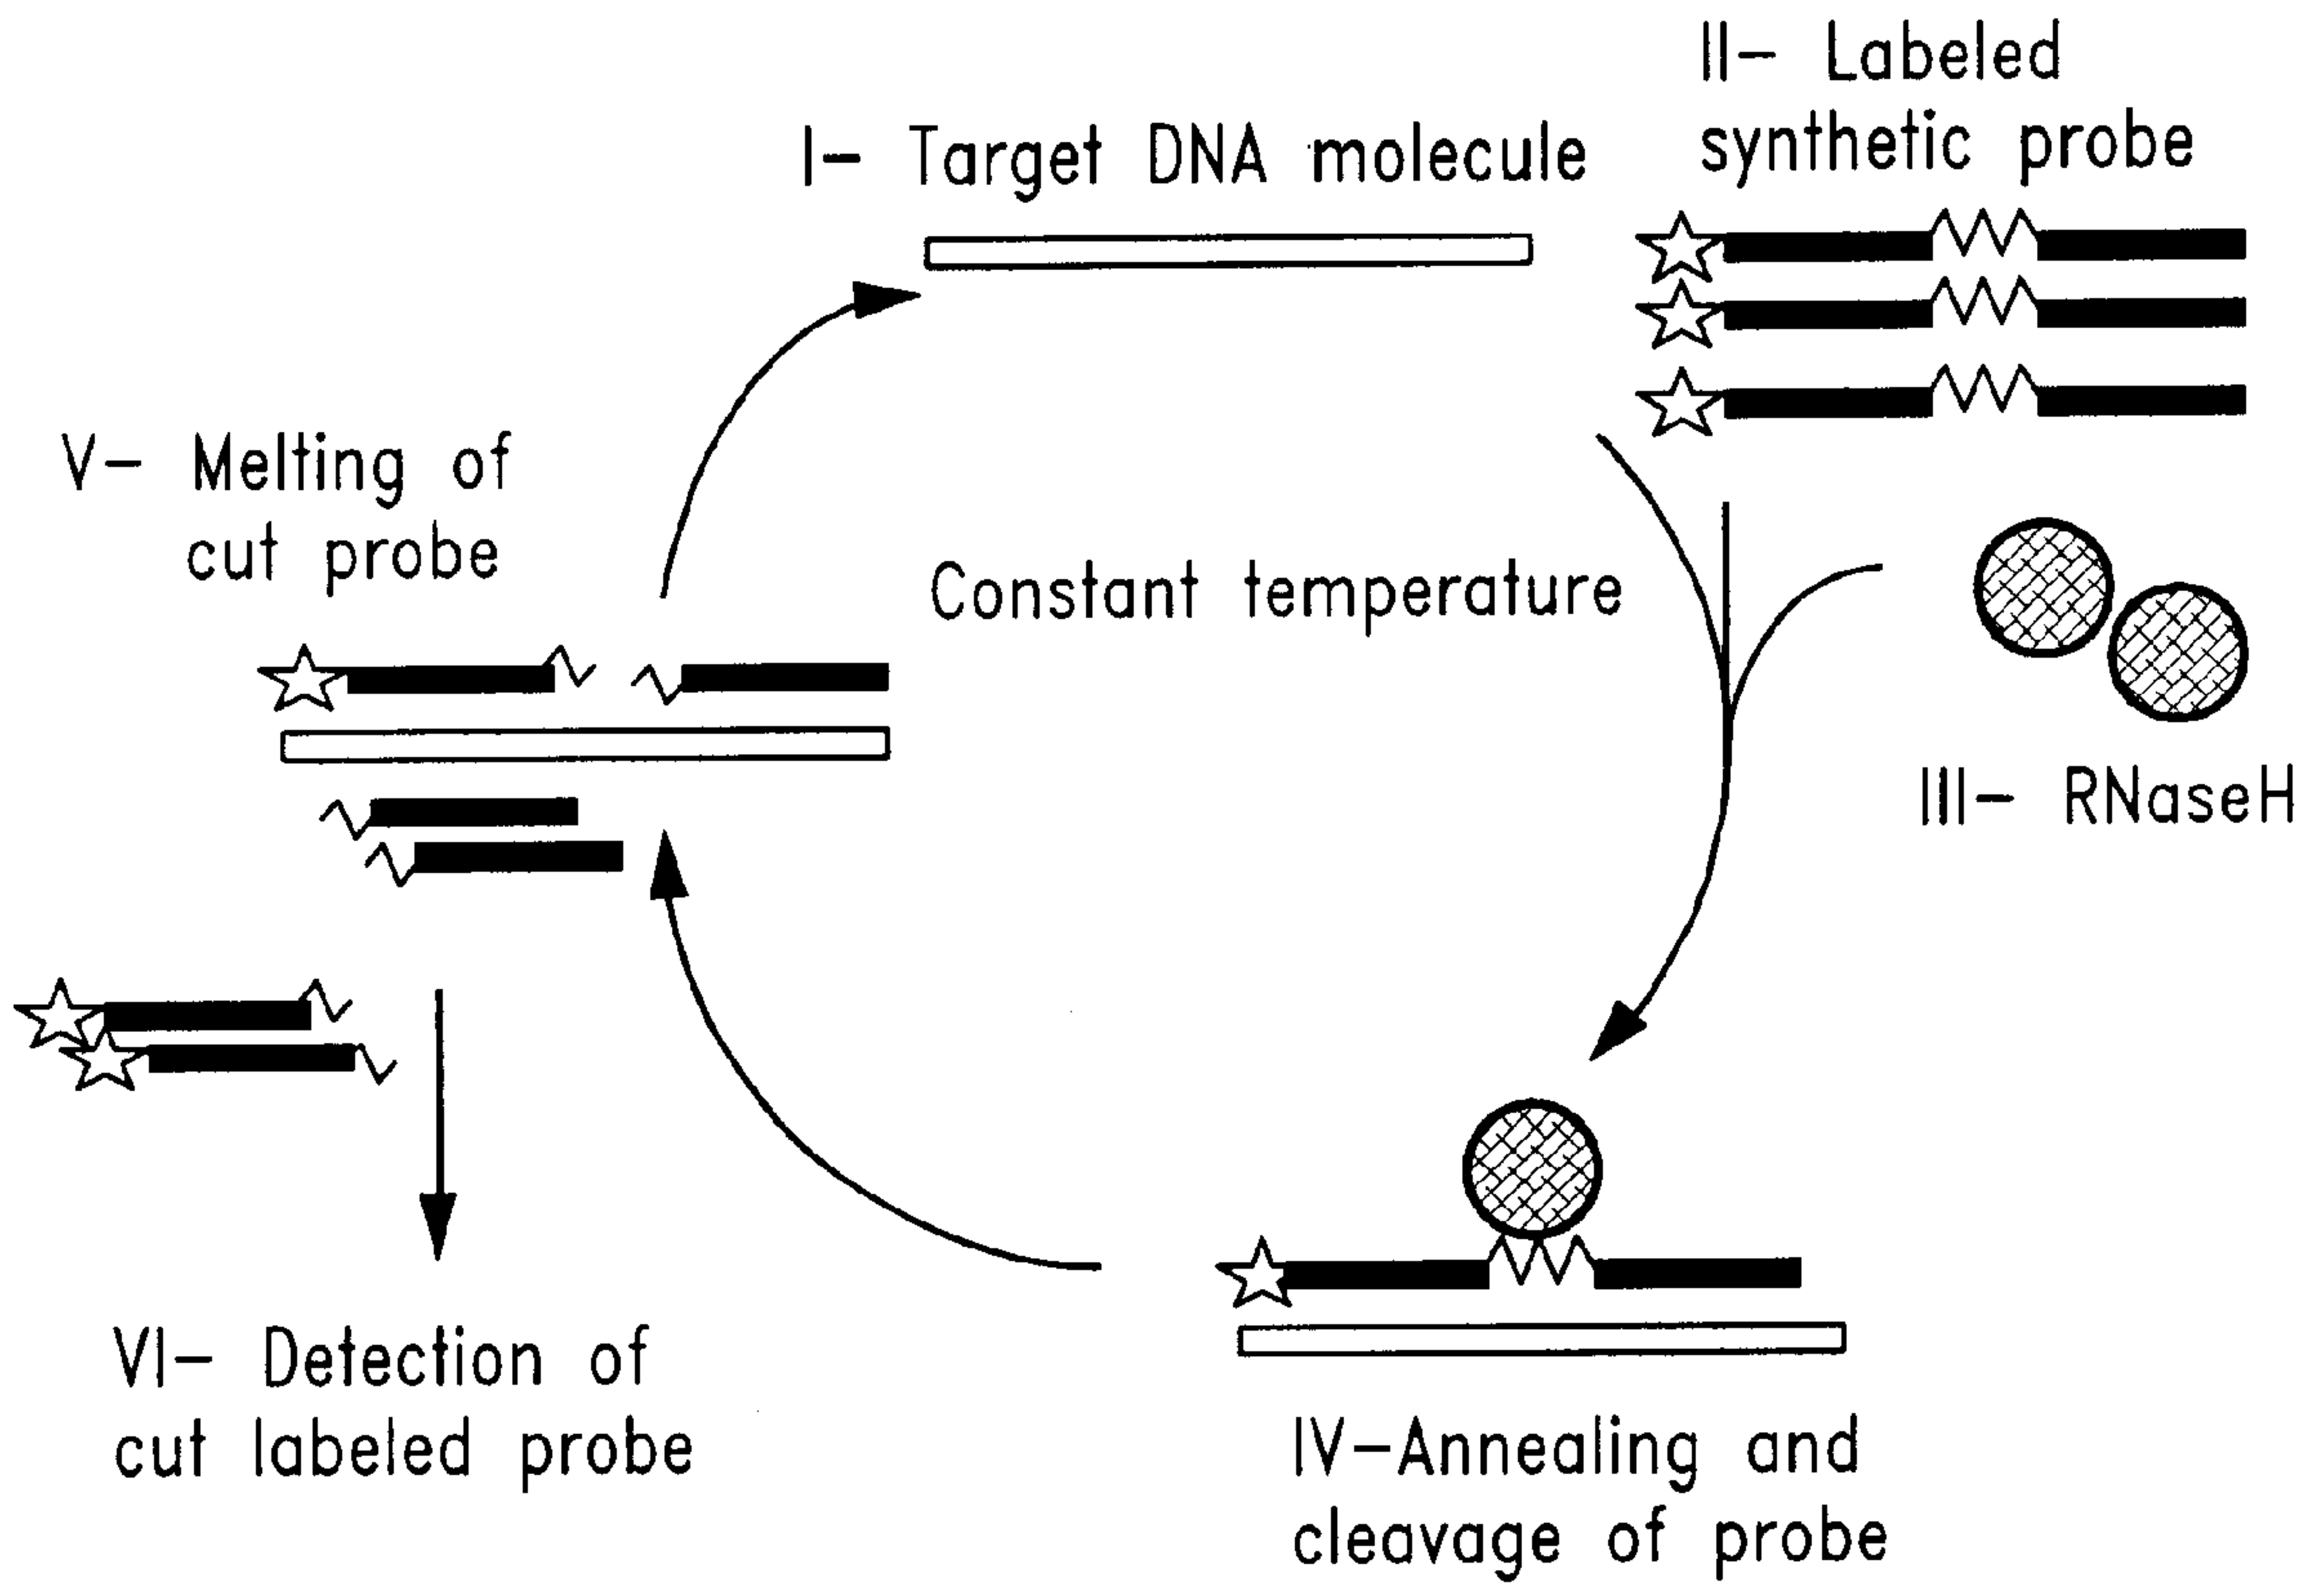 I- Target DNA molecule
II- Labeled
synthetic probe
V- Melting of
cut probe
Constant temperature
III- RNaseH
VI- Detection of
cut labeled probe
IV-Annealing and
cleavage of probe